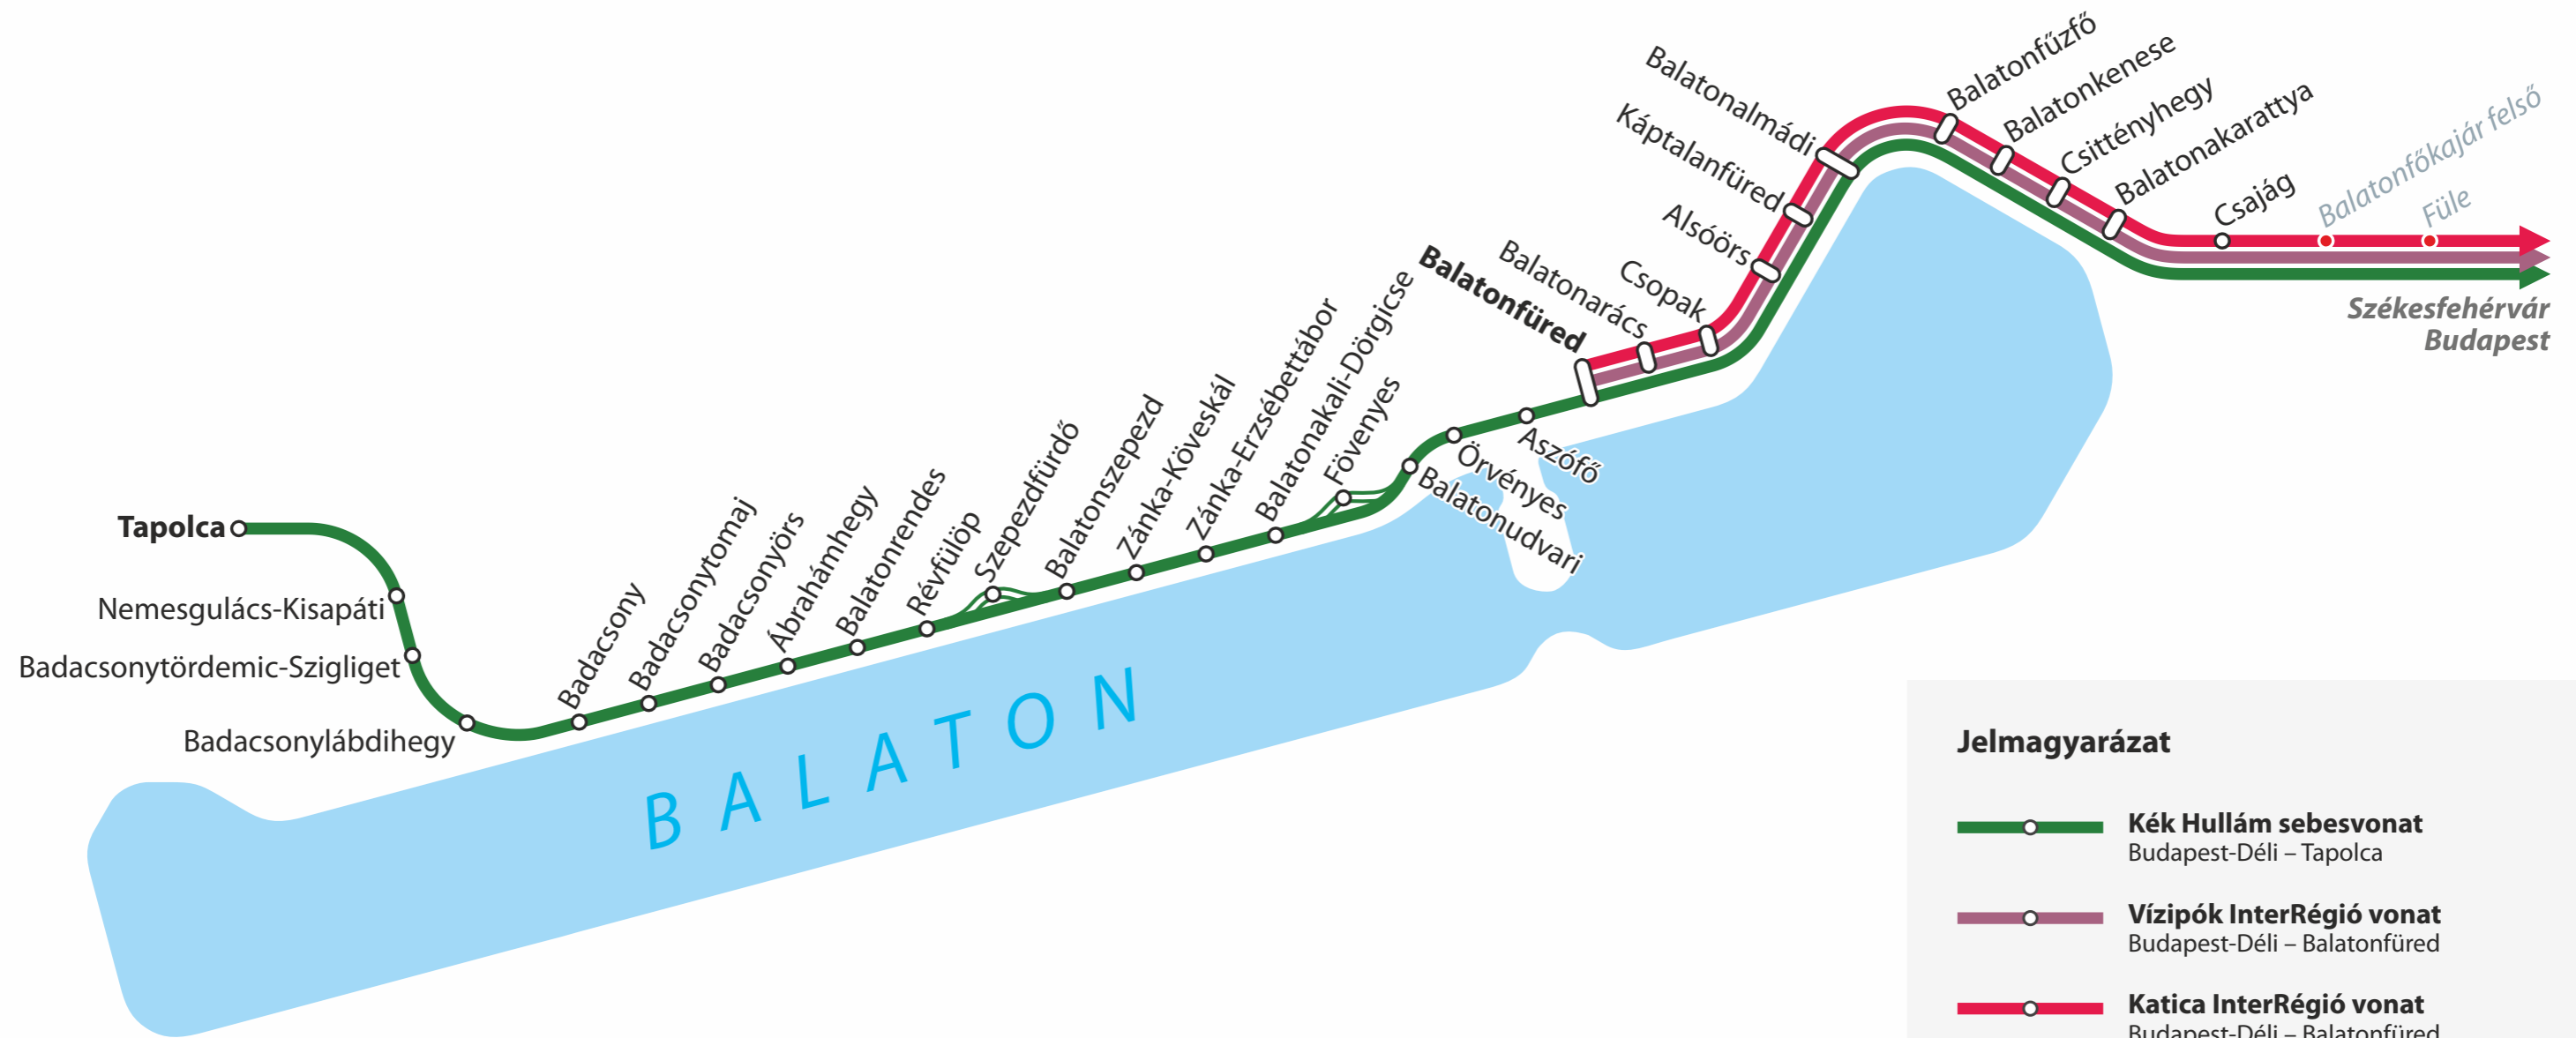 Tapolca
Nemesgulács-Kisapáti
Badacsonytördemic-Szigliget
Badacsonylábdihegy
Badacsony
Badacsonytomaj
Badacsonyörs
Ábrahámhegy
Balatonrendes
Révfülöp
Szepezdfürdő
Balatonszepezd
Zánka-Köveskál
Zánka-Erzsébettábor
Balatonakali-Dörgicse
Fövenyes
Balatonudvari
Örvényes
Aszófő
Balatonfüred
Balatonarács
Csopak
Alsóörs
Káptalanfüred
Balatonalmádi
Balatonfűzfő
Balatonkenese
Csittényhegy
Balatonakarattya
Csajág
Balatonfőkajár felső
Füle
Székesfehérvár
Budapest
BALATON
Jelmagyarázat
Kék Hullám sebesvonat
Budapest-Déli – Tapolca
Vízipók InterRégió vonat
Budapest-Déli – Balatonfüred
Katica InterRégió vonat
Budapest-Déli – Balatonfüred